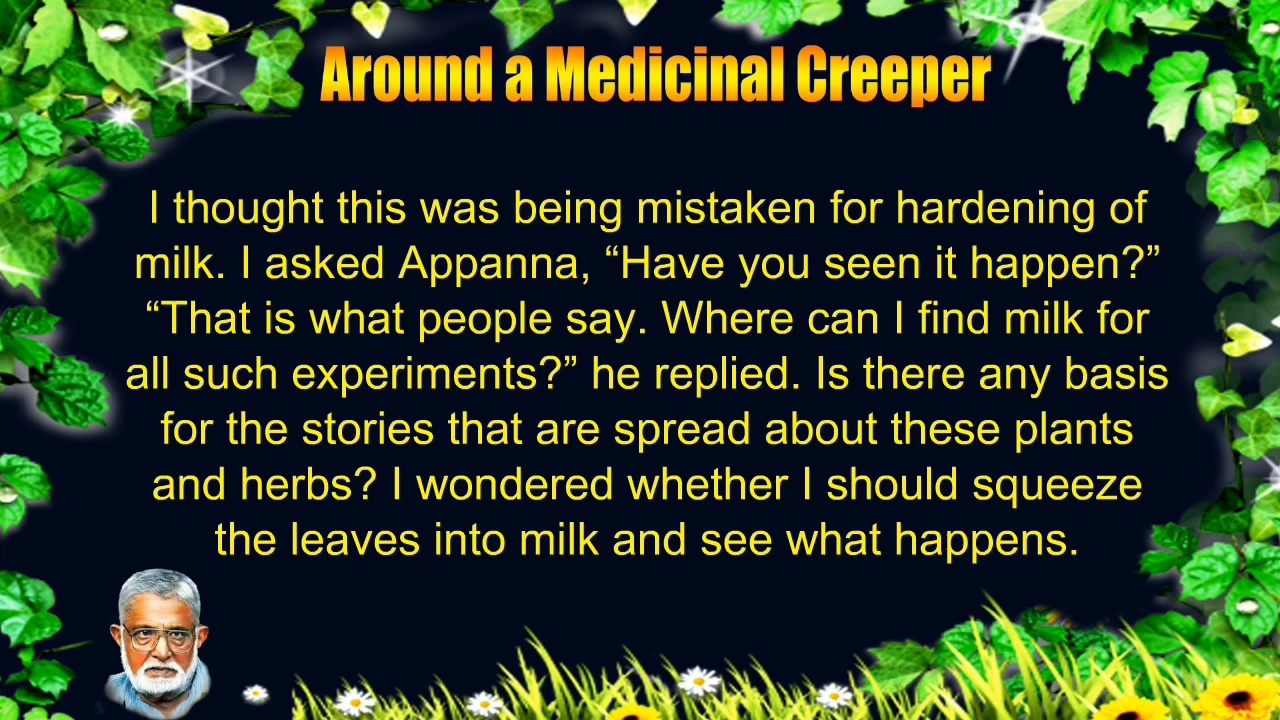 Around a Medicinal Creeper
I thought this was being mistaken for hardening of
milk. I asked Appanna, “Have you seen it happen?”
“That is what people say. Where can I find milk for
all such experiments?” he replied. Is there any basis
for the stories that are spread about these plants
and herbs? I wondered whether I should squeeze
the leaves into milk and see what happens.